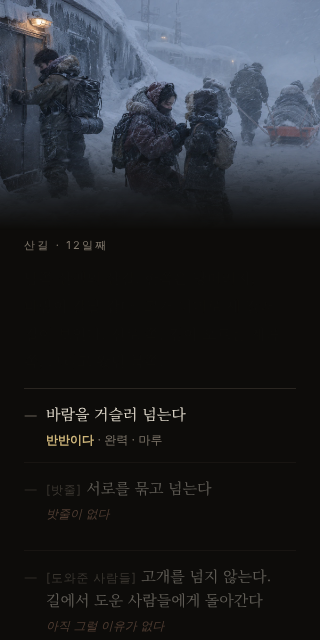 산길 · 12일째
— 바람을 거슬러 넘는다
반반이다 · 완력 · 마루
— [밧줄] 서로를 묶고 넘는다
밧줄이 없다
— [도와준 사람들] 고개를 넘지 않는다.
길에서 도운 사람들에게 돌아간다
아직 그럴 이유가 없다